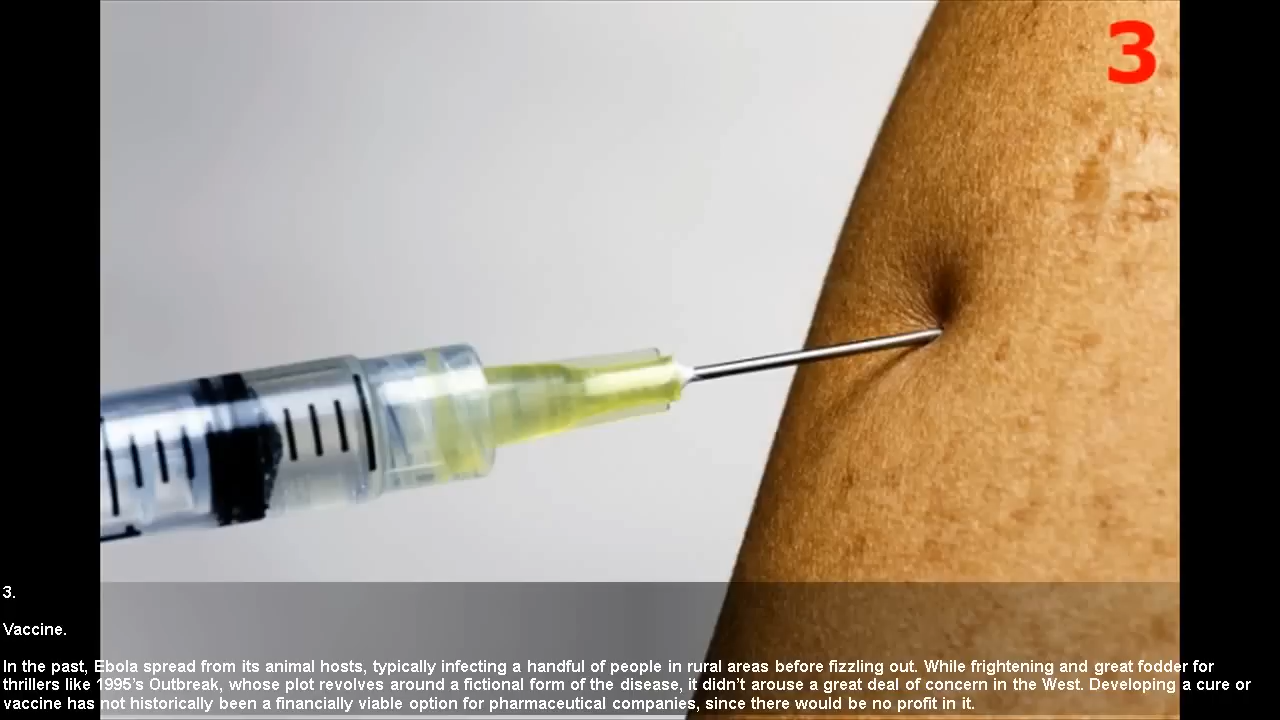 3
3.
Vaccine.
In the past, Ebola spread from its animal hosts, typically infecting a handful of people in rural areas before fizzling out. While frightening and great fodder for
thrillers like 1995's Outbreak, whose plot revolves around a fictional form of the disease, it didn't arouse a great deal of concern in the West. Developing a cure or
vaccine has not historically been a financially viable option for pharmaceutical companies, since there would be no profit in it.